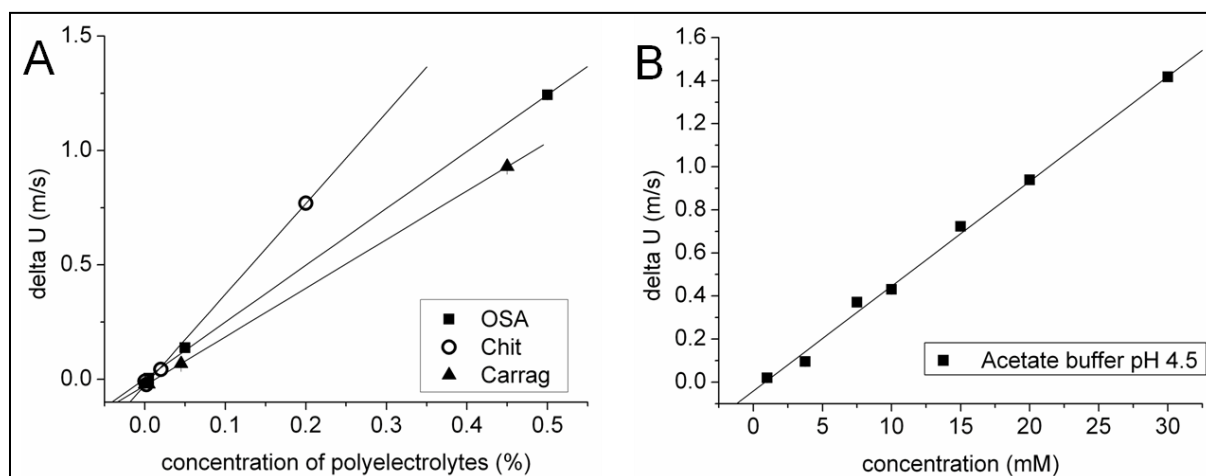 A
1.5
1.0
0.5
0.0
delta U (m/s)
0.0 0.1 0.2 0.3 0.4 0.5
concentration of polyelectrolytes (%)
OSA
Chit
Carrag
B
1.6
1.4
1.2
1.0
0.8
0.6
0.4
0.2
0.0
delta U (m/s)
0 5 10 15 20 25 30
concentration (mM)
Acetate buffer pH 4.5